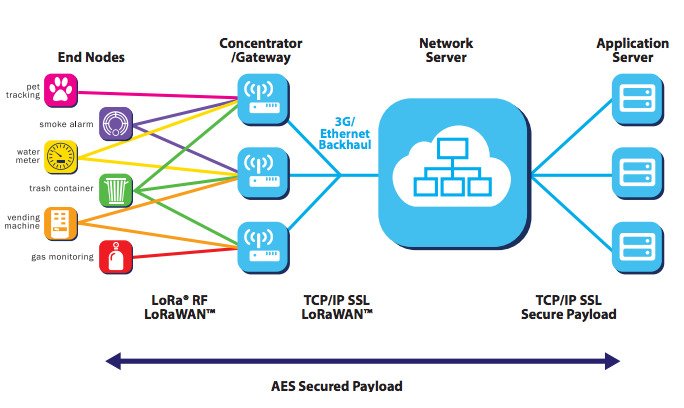 End Nodes
Concentrator
/Gateway
Network
Server
Application
Server
pet
tracking
smoke alarm
water
meter
trash container
vending
machine
gas monitoring
3G/
Ethernet
Backhaul
LoRa® RF
LoRaWAN™
TCP/IP SSL
LoRaWAN™
TCP/IP SSL
Secure Payload
AES Secured Payload